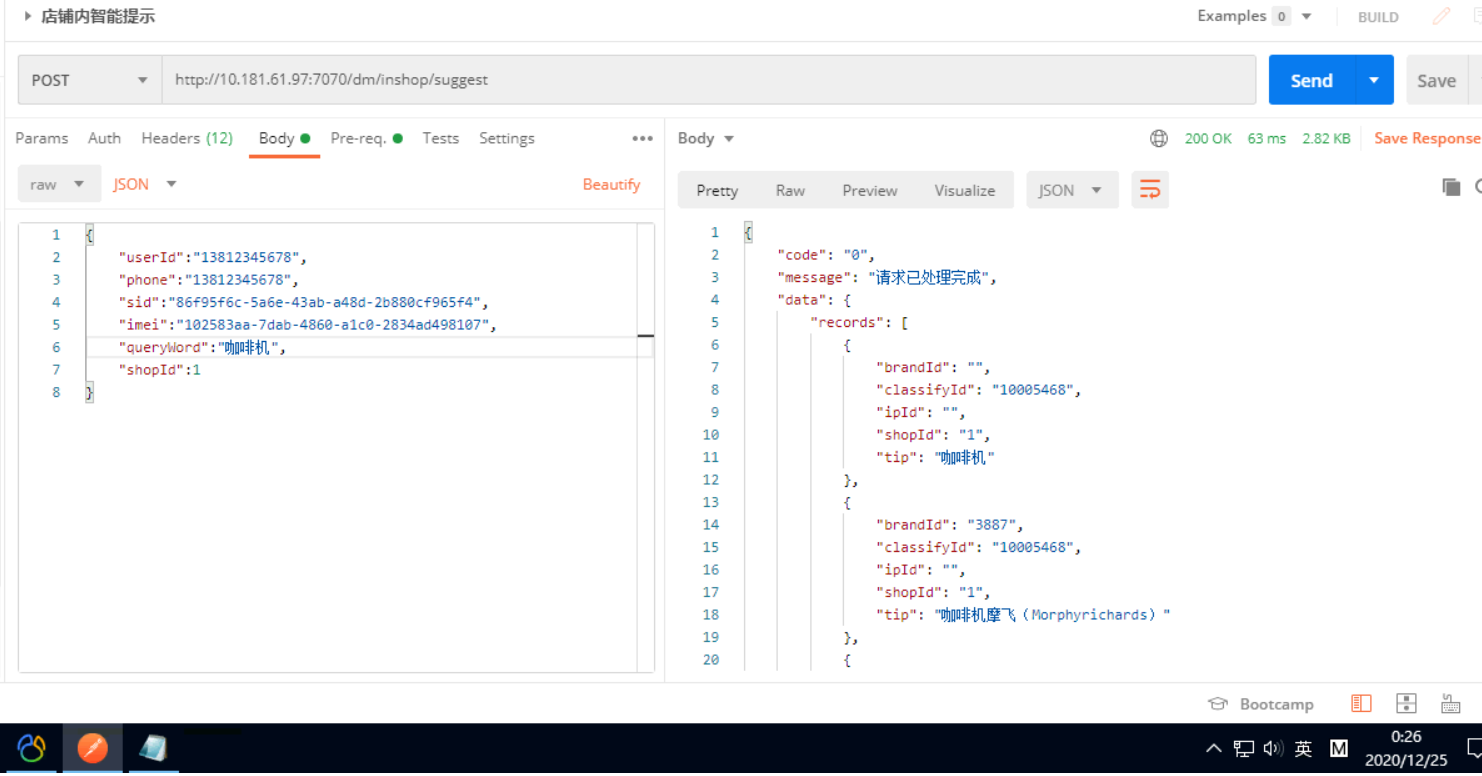 店铺内智能提示
Examples 0
BUILD
POST
http://10.181.61.97:7070/dm/inshop/suggest
Send
Save
Params Auth Headers (12) Body Pre-req. Tests Settings
raw JSON Beautify
1 {
2 "userId":"13812345678",
3 "phone":"13812345678",
4 "sid":"86f95f6c-5a6e-43ab-a48d-2b880cf965f4",
5 "imei":"102583aa-7dab-4860-a1c0-2834ad498107",
6 "queryWord":"咖啡机",
7 "shopId":1
8 }
Body 200 OK 63 ms 2.82 KB Save Response
Pretty Raw Preview Visualize JSON
1 {
2 "code": "0",
3 "message": "请求已处理完成",
4 "data": {
5 "records": [
6 {
7 "brandId": "",
8 "classifyId": "10005468",
9 "ipId": "",
10 "shopId": "1",
11 "tip": "咖啡机"
12 },
13 {
14 "brandId": "3887",
15 "classifyId": "10005468",
16 "ipId": "",
17 "shopId": "1",
18 "tip": "咖啡机摩飞（Morphyrichards）"
19 },
20 {
Bootcamp
英 M
0:26
2020/12/25